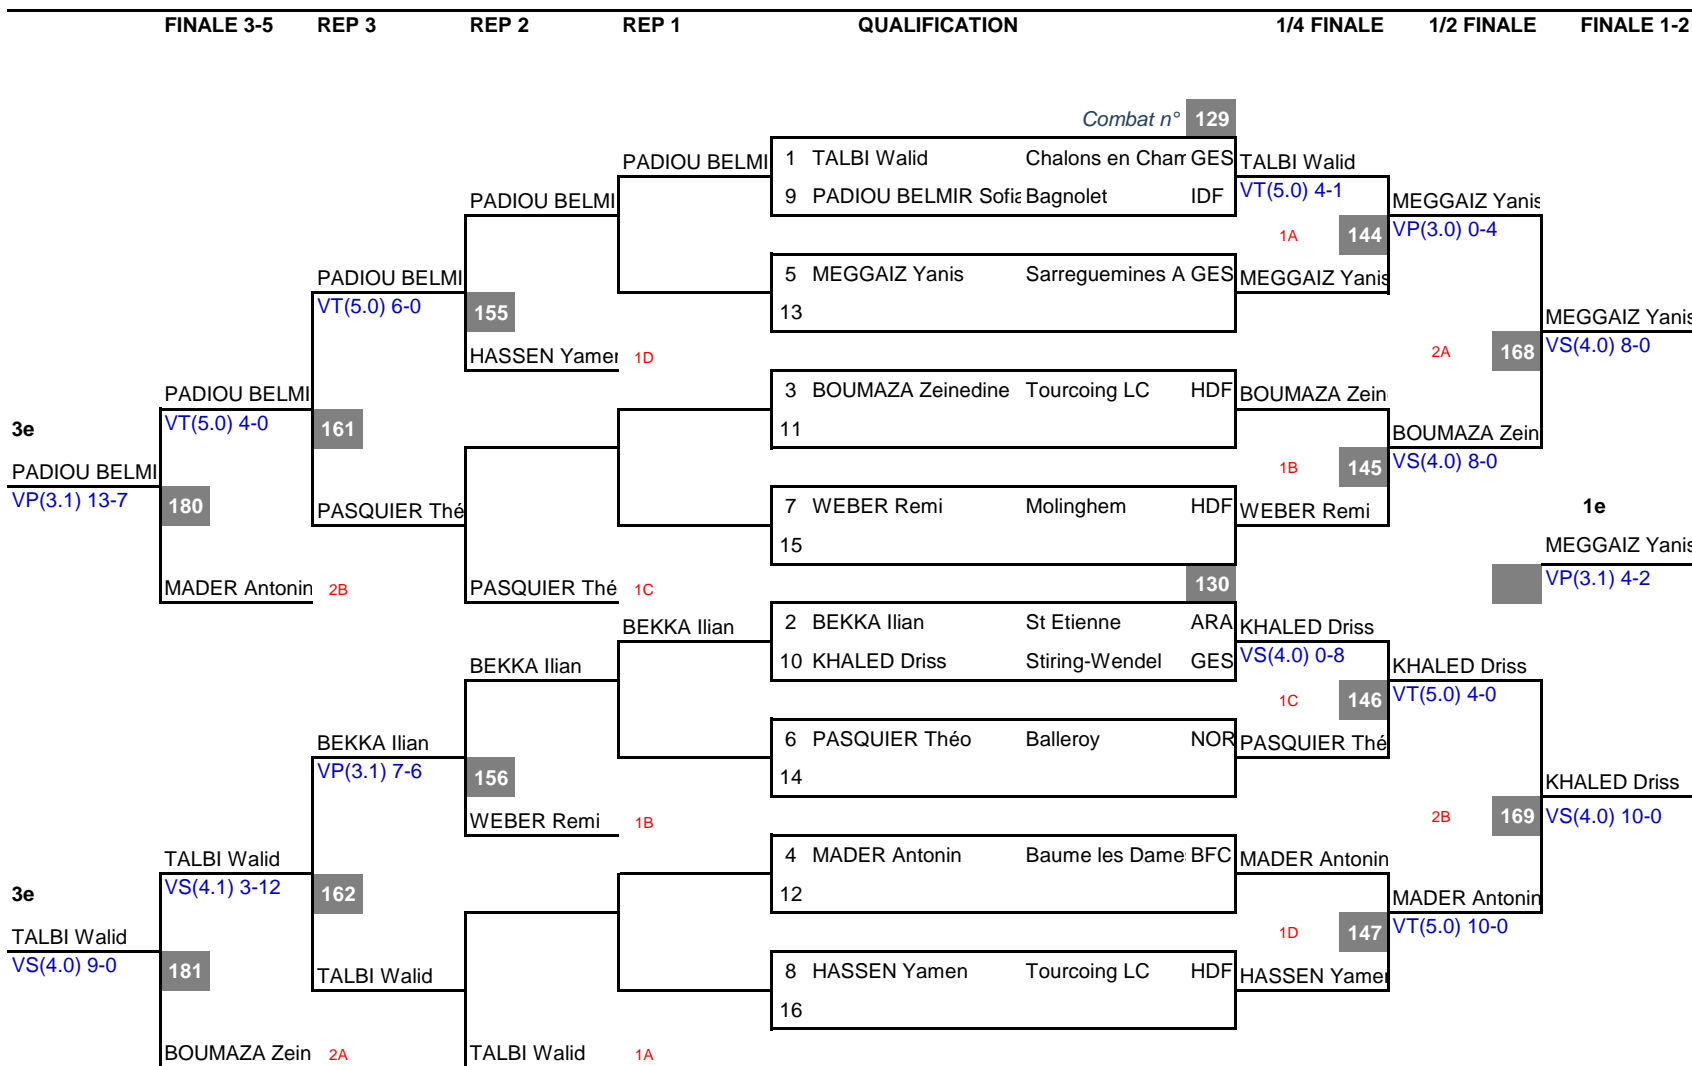 FINALE 3-5 REP 3 REP 2 REP 1 QUALIFICATION 1/4 FINALE 1/2 FINALE FINALE 1-2
Combat n° 129
PADIOU BELMI 1 TALBI Walid Chalons en Cham GES TALBI Walid
PADIOU BELMI 9 PADIOU BELMIR Sofia Bagnolet IDF VT(5.0) 4-1 MEGGAIZ Yanis
1A 144 VP(3.0) 0-4
PADIOU BELMI 5 MEGGAIZ Yanis Sarreguemines A GES MEGGAIZ Yanis
VT(5.0) 6-0 155 13 MEGGAIZ Yanis
HASSEN Yamen 1D 2A 168 VS(4.0) 8-0
PADIOU BELMI 3 BOUMAZA Zeinedine Tourcoing LC HDF BOUMAZA Zein
3e VT(5.0) 4-0 161 11 BOUMAZA Zein
PADIOU BELMI 1B 145 VS(4.0) 8-0
VP(3.1) 13-7 180 PASQUIER Thé 7 WEBER Remi Molinghem HDF WEBER Remi 1e
15 MEGGAIZ Yanis
MADER Antonin 2B PASQUIER Thé 1C 130 VP(3.1) 4-2
BEKKA Ilian 2 BEKKA Ilian St Etienne ARA KHALED Driss
BEKKA Ilian 10 KHALED Driss Stiring-Wendel GES VS(4.0) 0-8 KHALED Driss
1C 146 VT(5.0) 4-0
BEKKA Ilian 6 PASQUIER Théo Balleroy NOR PASQUIER Thé
VP(3.1) 7-6 156 14 KHALED Driss
WEBER Remi 1B 2B 169 VS(4.0) 10-0
TALBI Walid 4 MADER Antonin Baume les Dame BFC MADER Antonin
3e VS(4.1) 3-12 162 12 MADER Antonin
TALBI Walid 1D 147 VT(5.0) 10-0
VS(4.0) 9-0 181 TALBI Walid 8 HASSEN Yamen Tourcoing LC HDF HASSEN Yamen
16
BOUMAZA Zein 2A TALBI Walid 1A